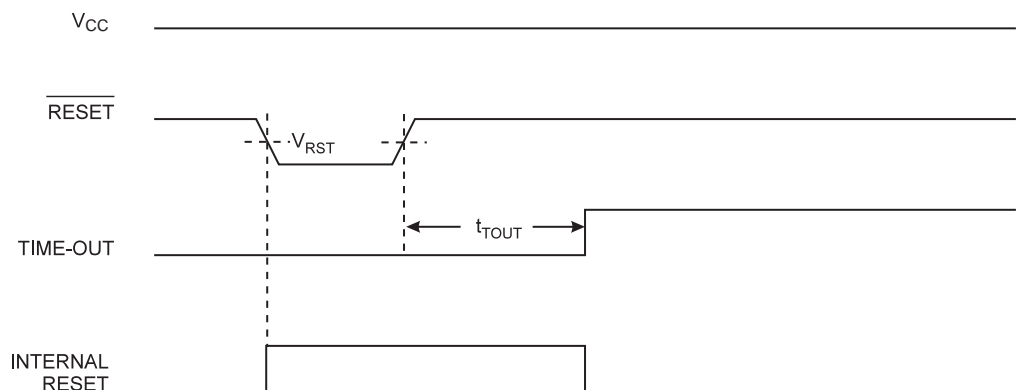 VCC
RESET
VRST
tTOUT
TIME-OUT
INTERNAL
RESET